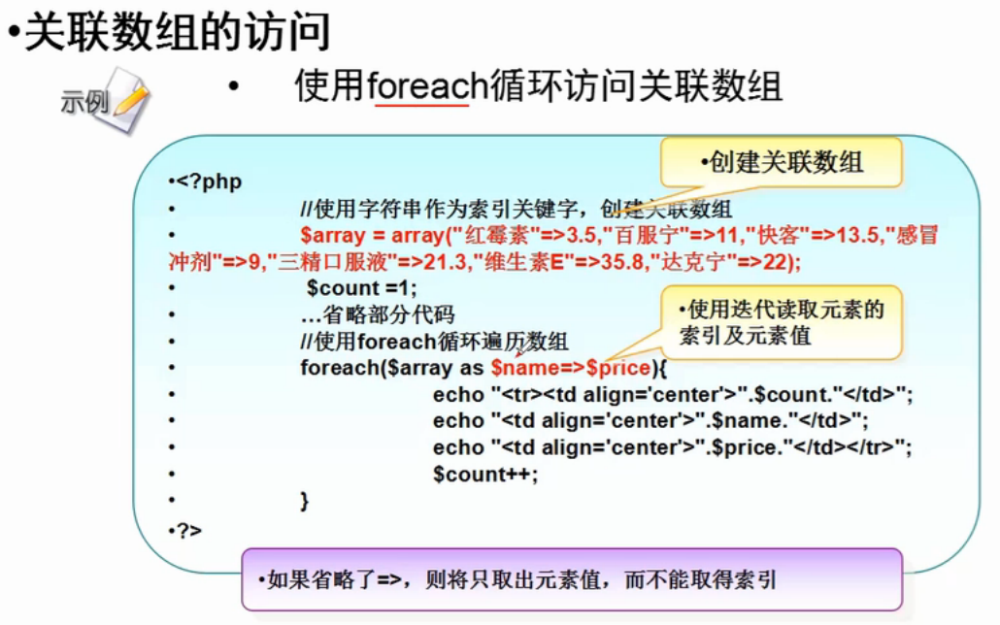 •关联数组的访问
示例
• 使用foreach循环访问关联数组
•创建关联数组
•<?php
• //使用字符串作为索引关键字，创建关联数组
• $array = array("红霉素"=>3.5,"百服宁"=>11,"快客"=>13.5,"感冒
冲剂"=>9,"三精口服液"=>21.3,"维生素E"=>35.8,"达克宁"=>22);
• $count =1;
• …省略部分代码
•使用迭代读取元素的
索引及元素值
• //使用foreach循环遍历数组
• foreach($array as $name=>$price){
• echo "<tr><td align='center'>".$count."</td>";
• echo "<td align='center'>".$name."</td>";
• echo "<td align='center'>".$price."</td></tr>";
• $count++;
• }
•?>
•如果省略了=>，则将只取出元素值，而不能取得索引